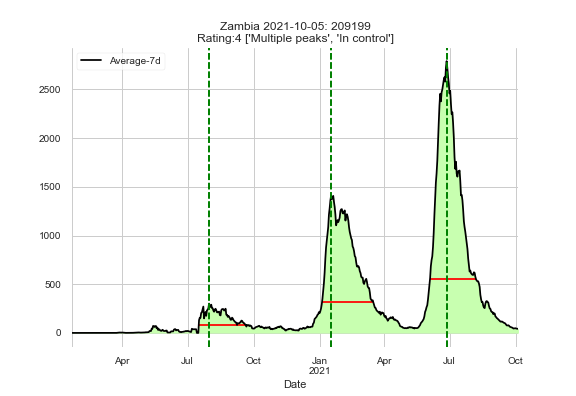 Zambia 2021-10-05: 209199
Rating:4 ['Multiple peaks', 'In control']
Average-7d
2500
2000
1500
1000
500
0
Apr Jul Oct Jan Apr Jul Oct
2021
Date